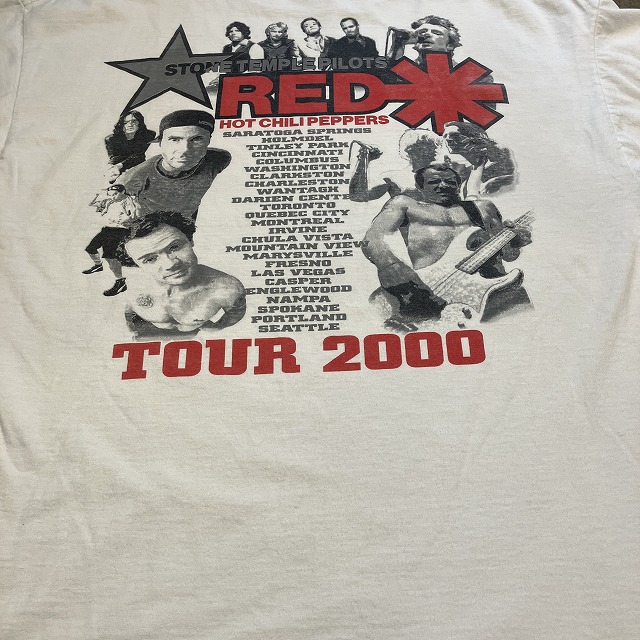 STONE TEMPLE PILOTS
RED
HOT CHILI PEPPERS
SARATOGA SPRINGS
HOLMDEL
TINLEY PARK
CINCINNATI
COLUMBUS
WASHINGTON
CLARKSTON
CHARLESTON
WANTAGH
DARIEN CENT
TORONTO
QUEBEC CITY
MONTREAL
IRVINE
CHULA VISTA
MOUNTAIN VIEW
MARYSVILLE
FRESNO
LAS VEGAS
CASPER
ENGLEWOOD
NAMPA
SPOKANE
PORTLAND
SEATTLE
TOUR 2000